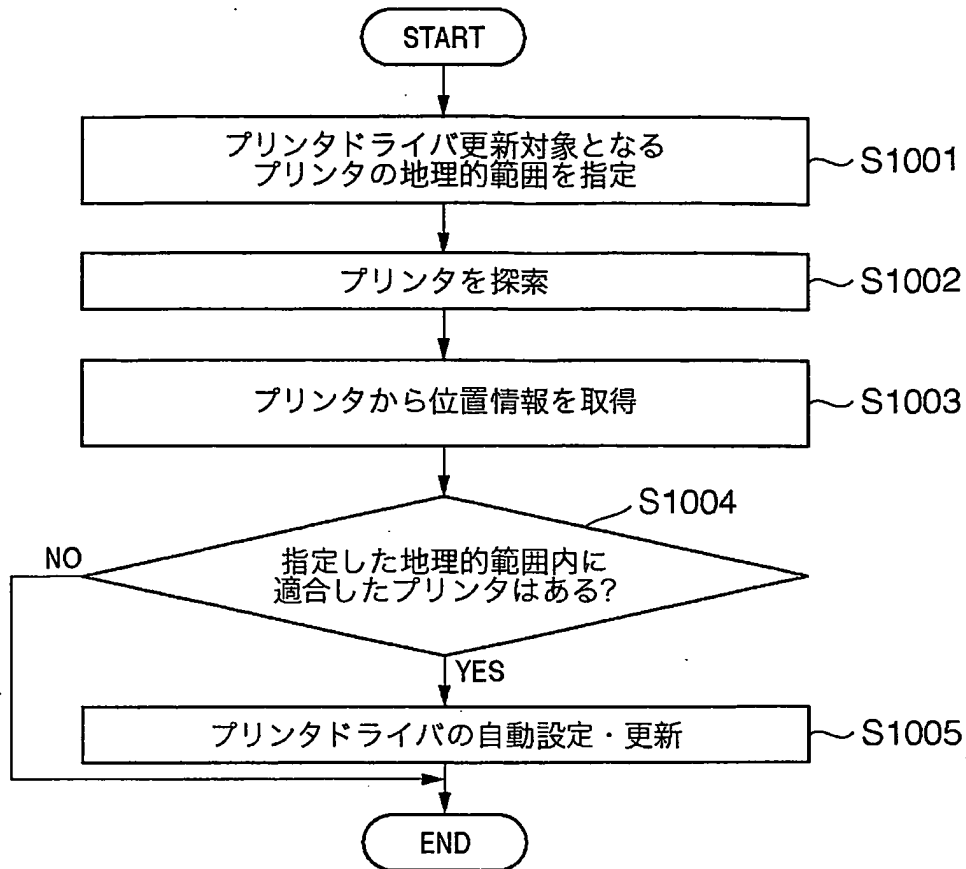 START
プリンタドライバ更新対象となる
プリンタの地理的範囲を指定
S1001
プリンタを探索
S1002
プリンタから位置情報を取得
S1003
S1004
NO
指定した地理的範囲内に
適合したプリンタはある?
YES
プリンタドライバの自動設定・更新
S1005
END